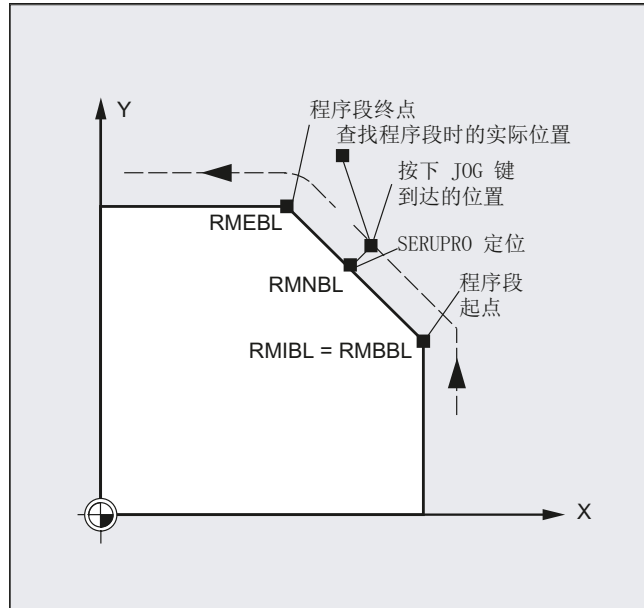 Y
程序段终点
查找程序段时的实际位置
按下 JOG 键
到达的位置
RMEBL
SERUPRO 定位
RMNBL
程序段
起点
RMIBL = RMBBL
X